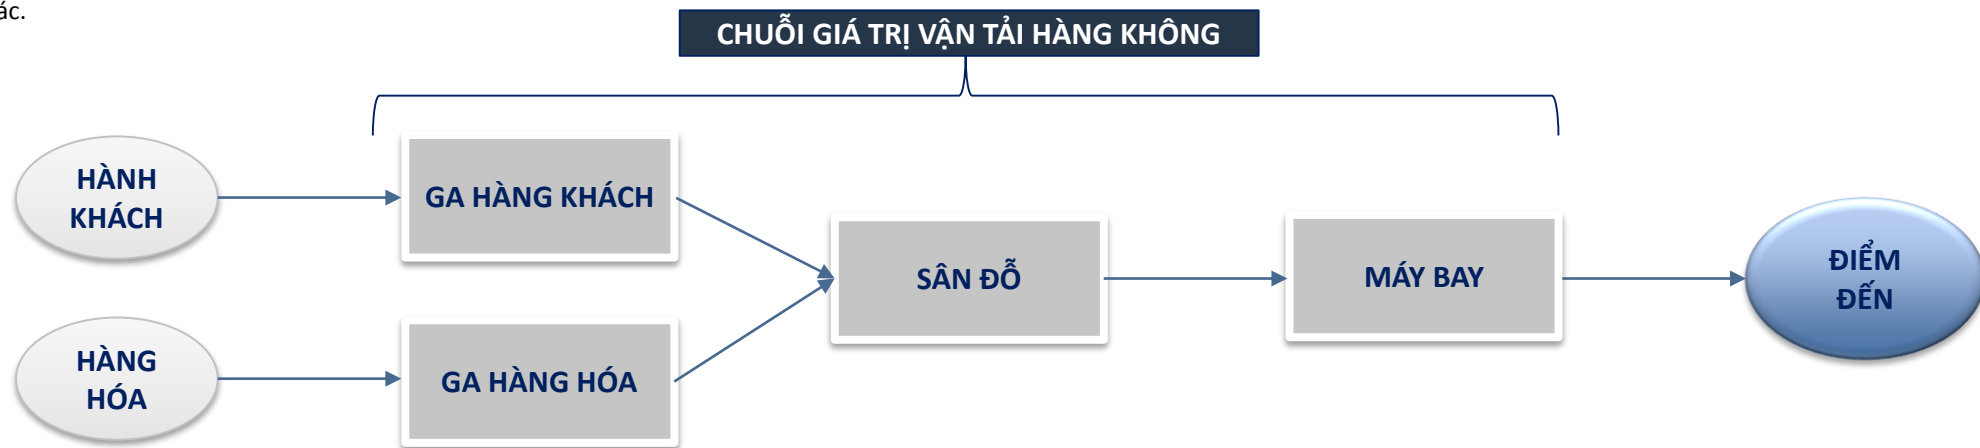 ác.
CHUỖI GIÁ TRỊ VẬN TẢI HÀNG KHÔNG
HÀNH
KHÁCH
GA HÀNG KHÁCH
SÂN ĐỖ
MÁY BAY
ĐIỂM
ĐẾN
HÀNG
HÓA
GA HÀNG HÓA